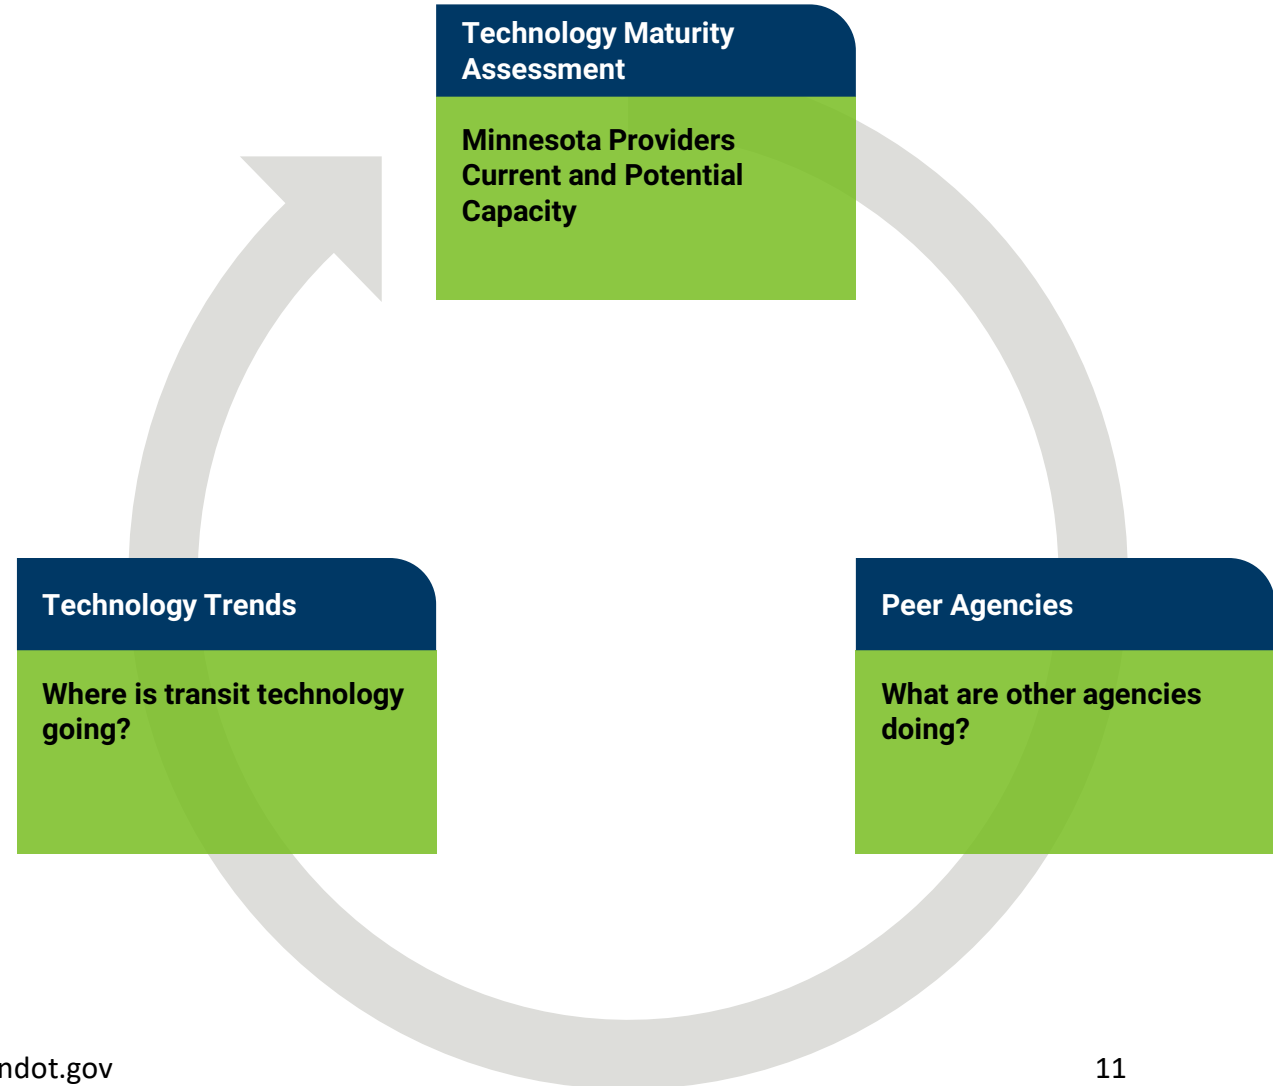 Technology Maturity
Assessment
Minnesota Providers
Current and Potential
Capacity
Technology Trends
Where is transit technology
going?
Peer Agencies
What are other agencies
doing?
ndot.gov
11